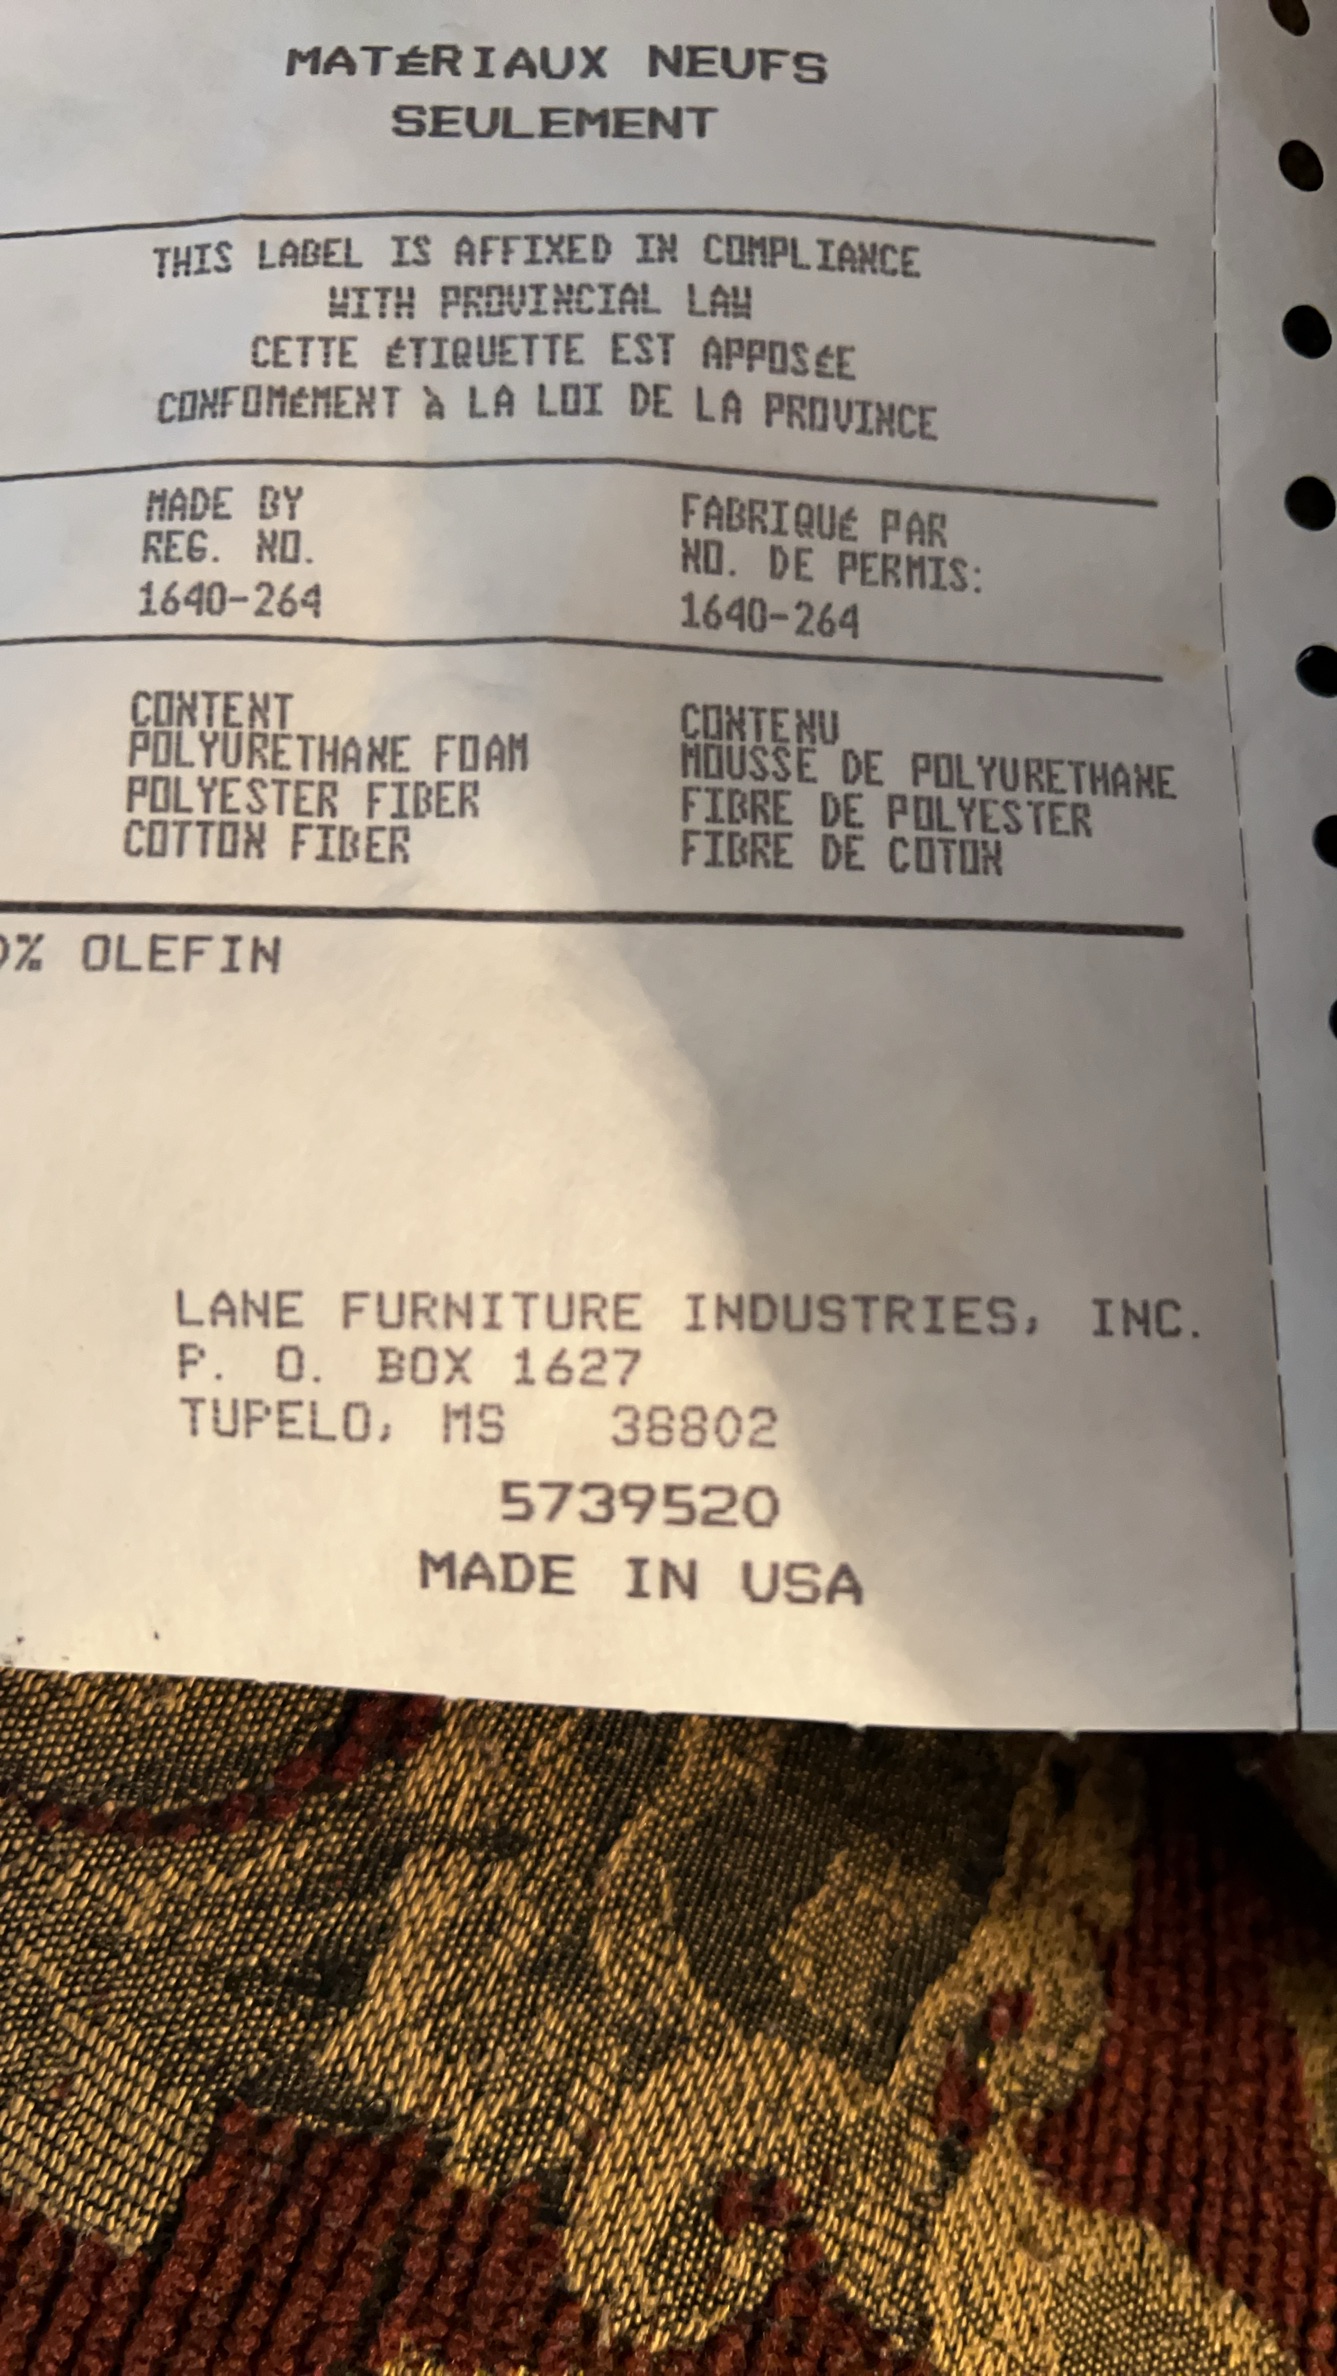 MATÉRIAUX NEUFS
SEULEMENT
THIS LABEL IS AFFIXED IN COMPLIANCE
WITH PROVINCIAL LAW
CETTE ÉTIQUETTE EST APPOSÉE
CONFOMÉMENT À LA LOI DE LA PROVINCE
MADE BY
REG. NO.
1640-264
FABRIQUÉ PAR
NO. DE PERMIS:
1640-264
CONTENT
POLYURETHANE FOAM
POLYESTER FIBER
COTTON FIBER
CONTENU
MOUSSE DE POLYURETHANE
FIBRE DE POLYESTER
FIBRE DE COTON
0% OLEFIN
LANE FURNITURE INDUSTRIES, INC.
P. O. BOX 1627
TUPELO, MS 38802
5739520
MADE IN USA